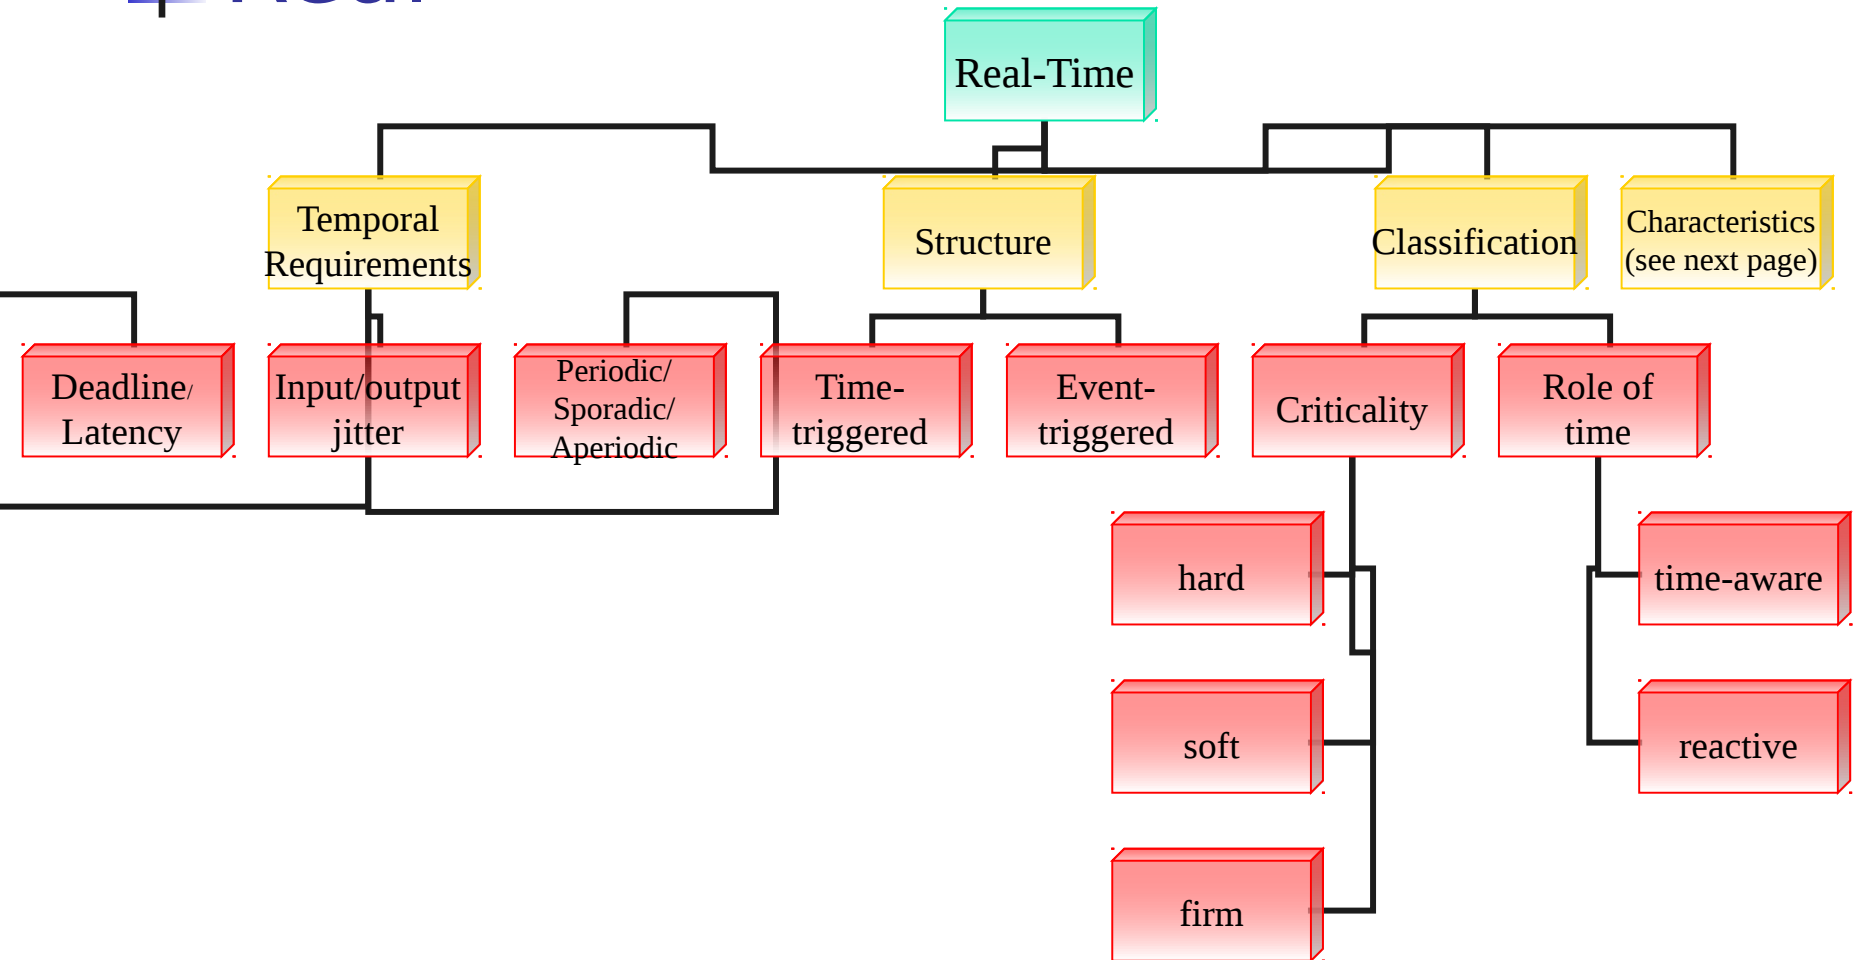 Real-Time
Temporal
Requirements
Structure
Classification
Characteristics
(see next page)
Deadline/
Latency
Input/output
jitter
Periodic/
Sporadic/
Aperiodic
Time-
triggered
Event-
triggered
Criticality
Role of
time
hard
time-aware
soft
reactive
firm